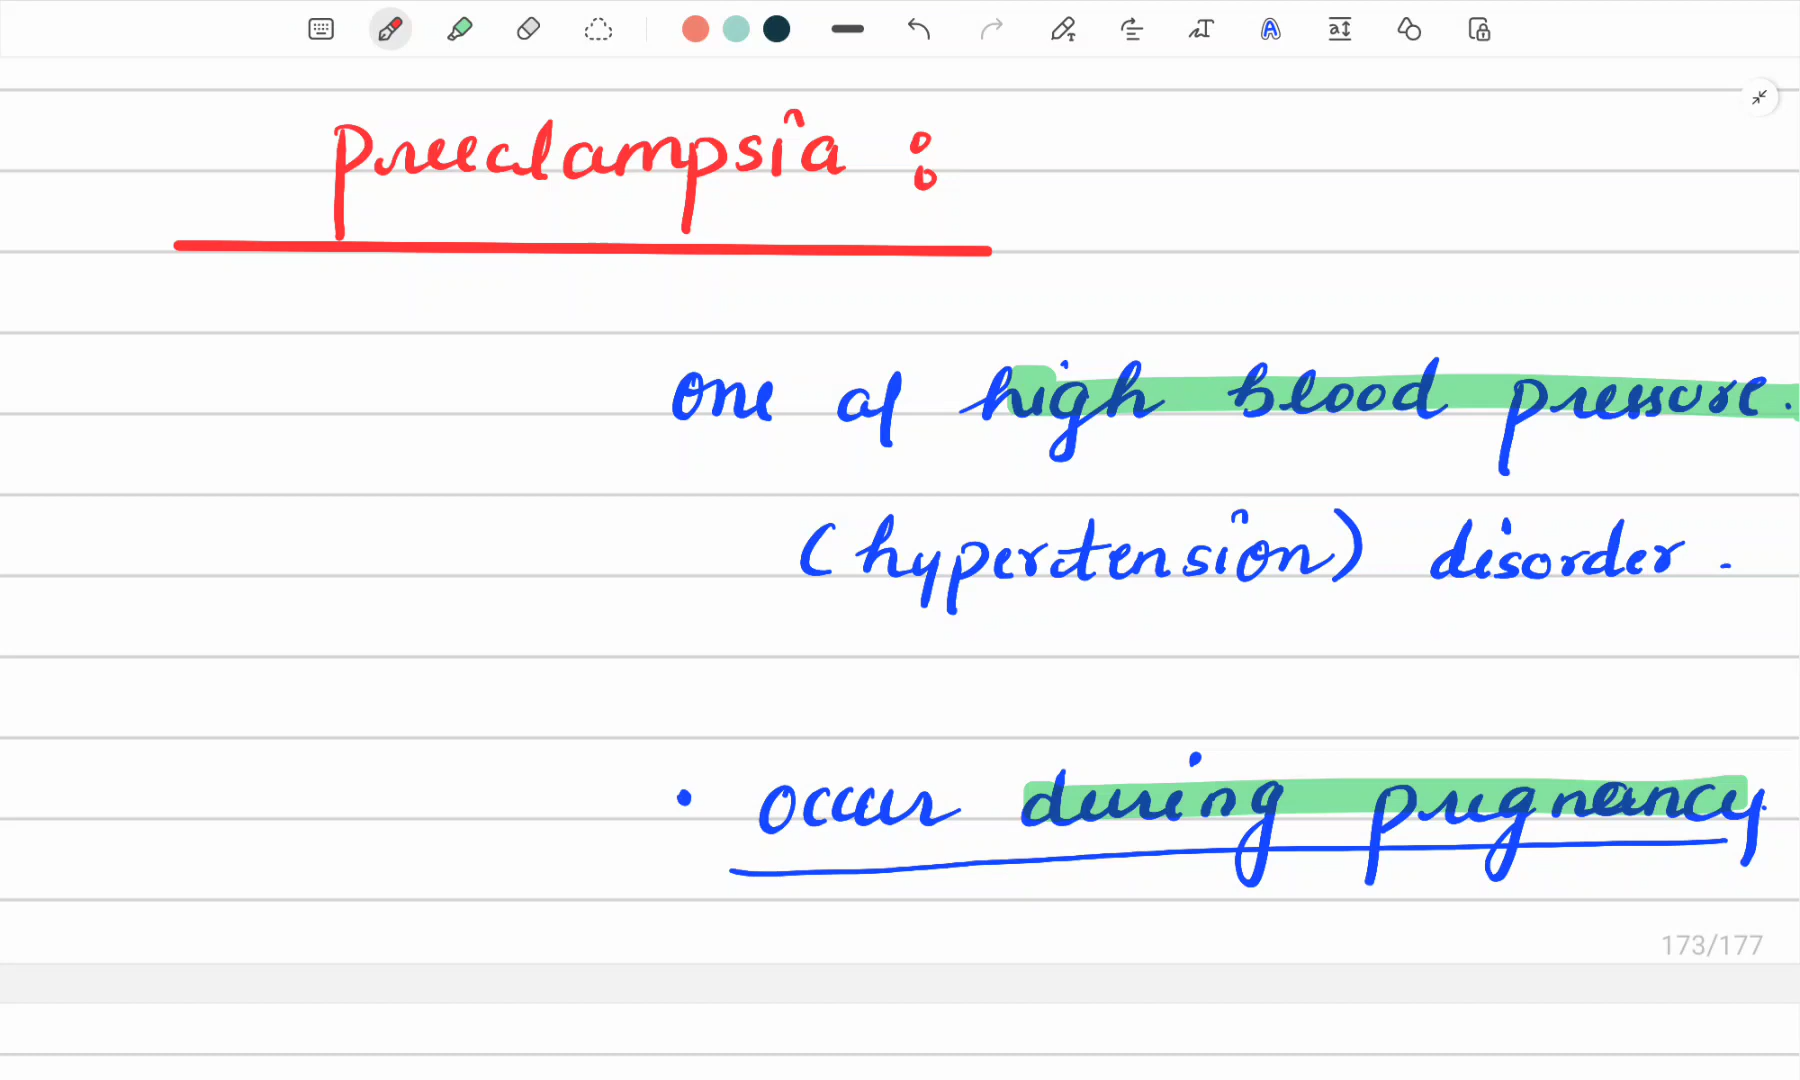 Preeclampsia :
one of high blood pressure.
(hypertension) disorder .
• occur during pregnancy
173/177